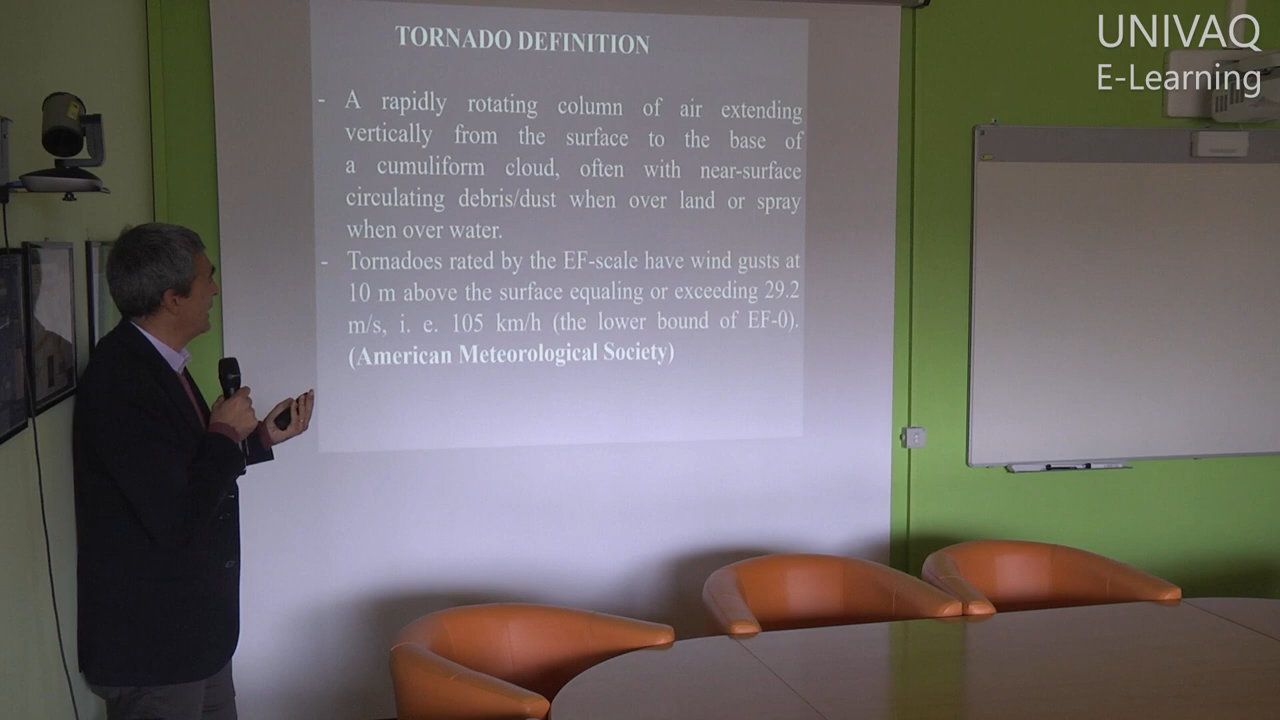 UNIVAQ
E-Learning
TORNADO DEFINITION
- A rapidly rotating column of air extending
vertically from the surface to the base of
a cumuliform cloud, often with near-surface
circulating debris/dust when over land or spray
when over water.
- Tornadoes rated by the EF-scale have wind gusts at
10 m above the surface equaling or exceeding 29.2
m/s, i. e. 105 km/h (the lower bound of EF-0).
(American Meteorological Society)